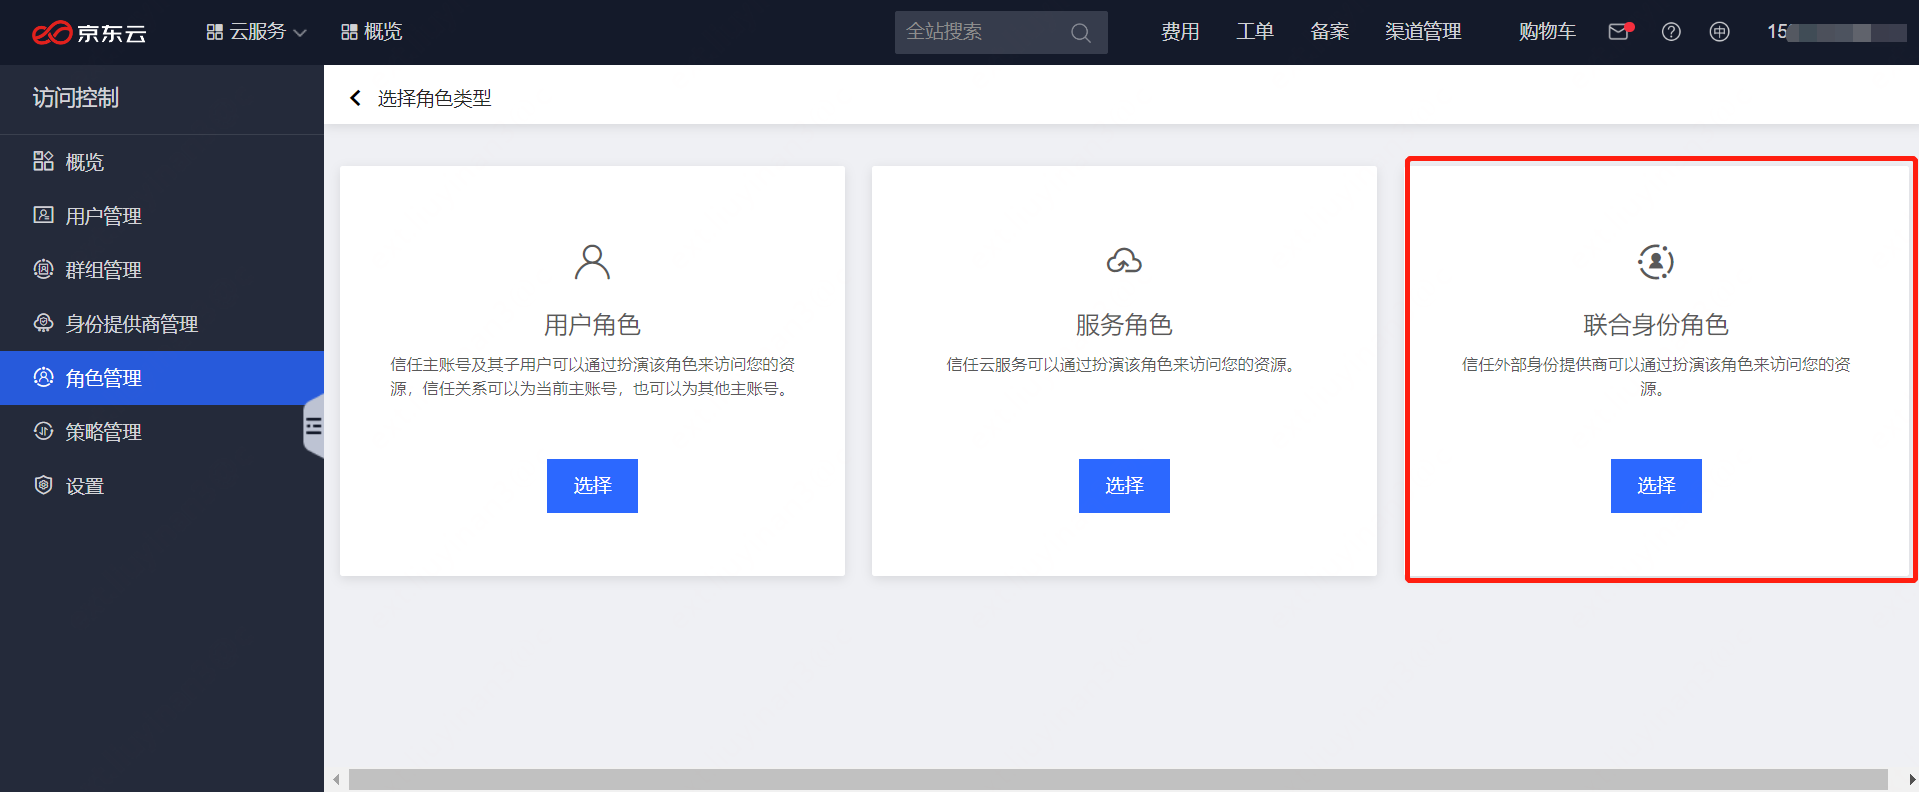 京东云
云服务
概览
全站搜索
费用
工单
备案
渠道管理
购物车
中
15
访问控制
概览
用户管理
群组管理
身份提供商管理
角色管理
策略管理
设置
选择角色类型
用户角色
信任主账号及其子用户可以通过扮演该角色来访问您的资
源，信任关系可以为当前主账号，也可以为其他主账号。
选择
服务角色
信任云服务可以通过扮演该角色来访问您的资源。
选择
联合身份角色
信任外部身份提供商可以通过扮演该角色来访问您的资
源。
选择